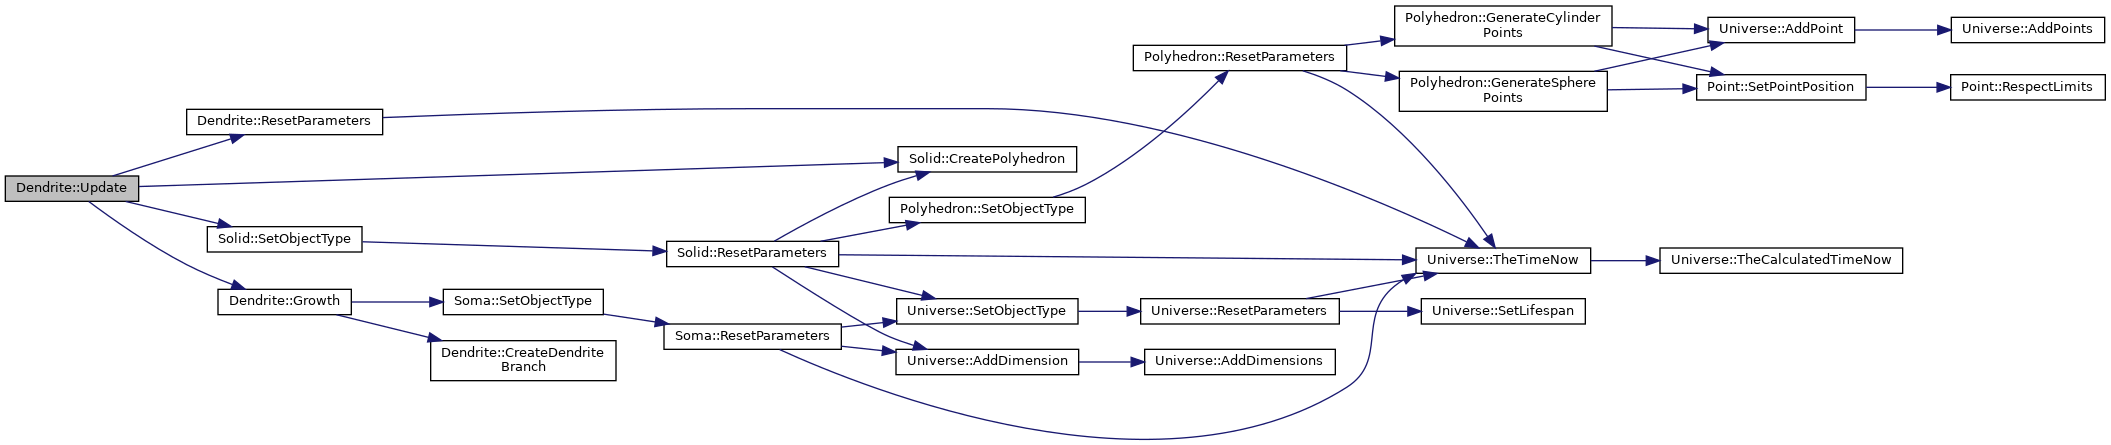 Dendrite::Update
Dendrite::ResetParameters
Solid::SetObjectType
Dendrite::Growth
Soma::SetObjectType
Dendrite::CreateDendrite
Branch
Solid::ResetParameters
Soma::ResetParameters
Solid::CreatePolyhedron
Polyhedron::SetObjectType
Universe::SetObjectType
Universe::AddDimension
Polyhedron::ResetParameters
Universe::ResetParameters
Universe::AddDimensions
Polyhedron::GenerateCylinder
Points
Polyhedron::GenerateSphere
Points
Universe::TheTimeNow
Universe::SetLifespan
Universe::AddPoint
Point::SetPointPosition
Universe::TheCalculatedTimeNow
Universe::AddPoints
Point::RespectLimits